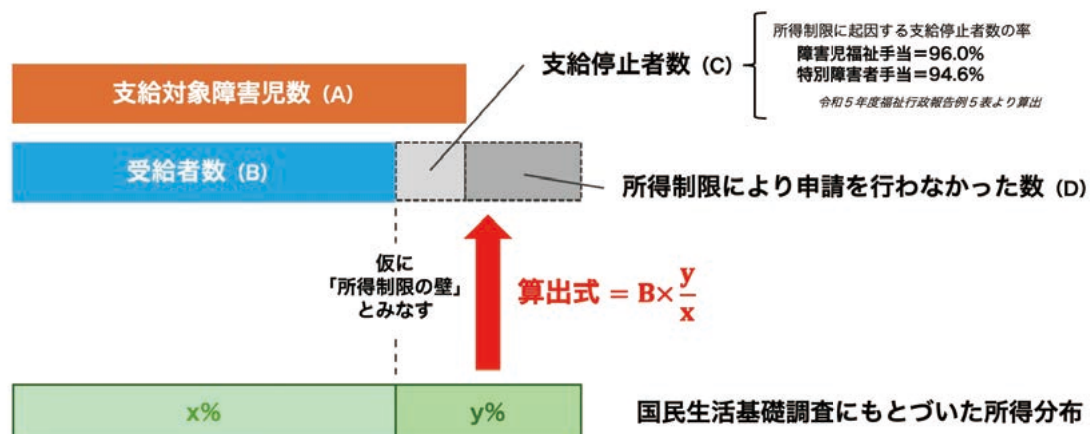 支給停止者数 (C)
所得制限に起因する支給停止者数の率
障害児福祉手当=96.0%
特別障害者手当=94.6%
令和5年度福祉行政報告例5表より算出
支給対象障害児数 (A)
受給者数 (B)
所得制限により申請を行わなかった数 (D)
仮に
「所得制限の壁」
とみなす
算出式 = B× y/x
x%
y%
国民生活基礎調査にもとづいた所得分布